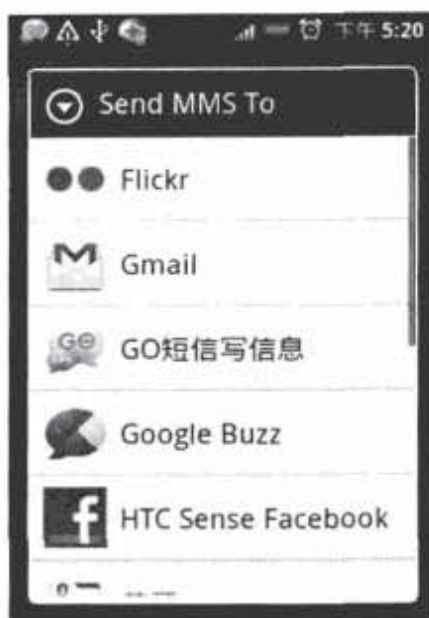 下午 5:20
Send MMS To
Flickr
Gmail
GO短信写信息
Google Buzz
HTC Sense Facebook